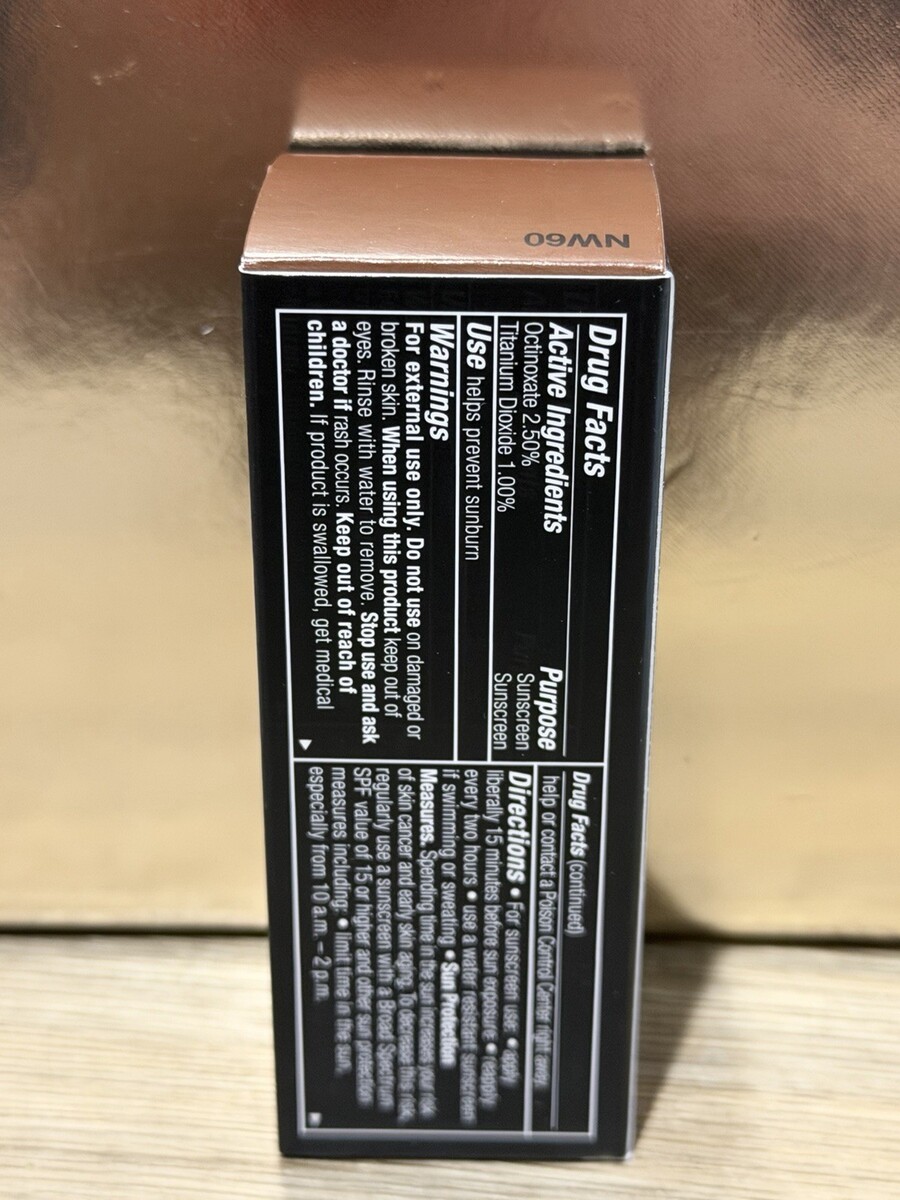 NW60
Drug Facts
Active Ingredients Purpose
Octinoxate 2.50% Sunscreen
Titanium Dioxide 1.00% Sunscreen
Use helps prevent sunburn
Warnings
For external use only. Do not use on damaged or
broken skin. When using this product keep out of
eyes. Rinse with water to remove. Stop use and ask
a doctor if rash occurs. Keep out of reach of
children. If product is swallowed, get medical
Drug Facts (continued)
help or contact a Poison Control Center right away.
Directions • For sunscreen use: • apply
liberally 15 minutes before sun exposure • reapply
every two hours • use a water resistant sunscreen
if swimming or sweating • Sun Protection
Measures. Spending time in the sun increases your risk
of skin cancer and early skin aging. To decrease this risk,
regularly use a sunscreen with a Broad Spectrum
SPF value of 15 or higher and other sun protection
measures including: • limit time in the sun,
especially from 10 a.m. – 2 p.m.